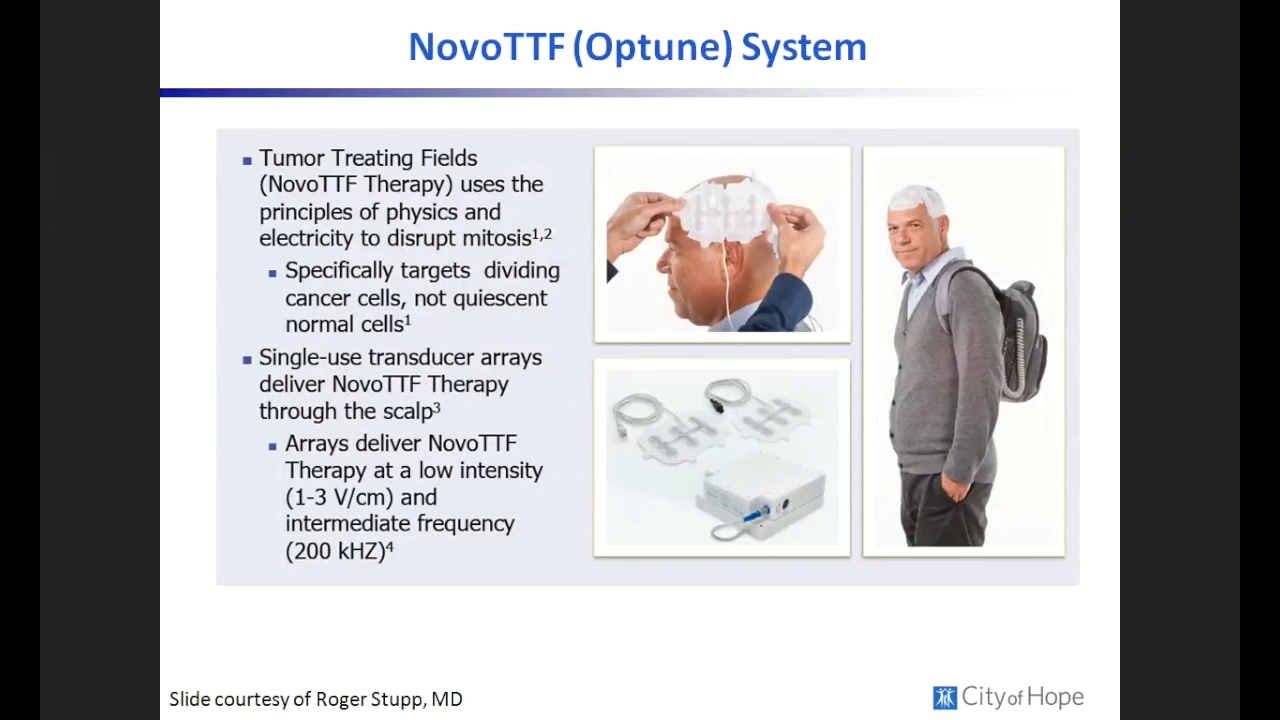 NovoTTF (Optune) System
Tumor Treating Fields
(NovoTTF Therapy) uses the
principles of physics and
electricity to disrupt mitosis1,2
Specifically targets dividing
cancer cells, not quiescent
normal cells1
Single-use transducer arrays
deliver NovoTTF Therapy
through the scalp3
Arrays deliver NovoTTF
Therapy at a low intensity
(1-3 V/cm) and
intermediate frequency
(200 kHZ)4
Slide courtesy of Roger Stupp, MD
City of Hope